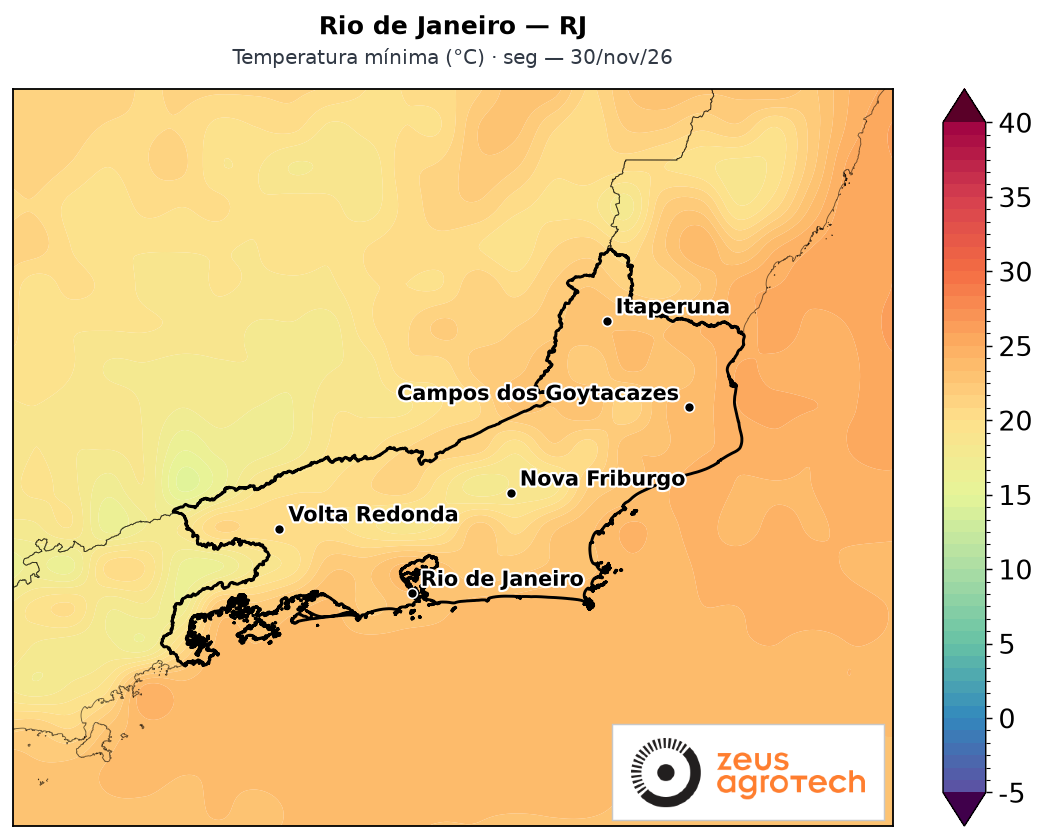 Rio de Janeiro — RJ
Temperatura mínima (°C) · seg — 30/nov/26
40
35
30
25
20
15
10
5
0
-5
Itaperuna
Campos dos Goytacazes
Nova Friburgo
Volta Redonda
Rio de Janeiro
zeus
agrotech